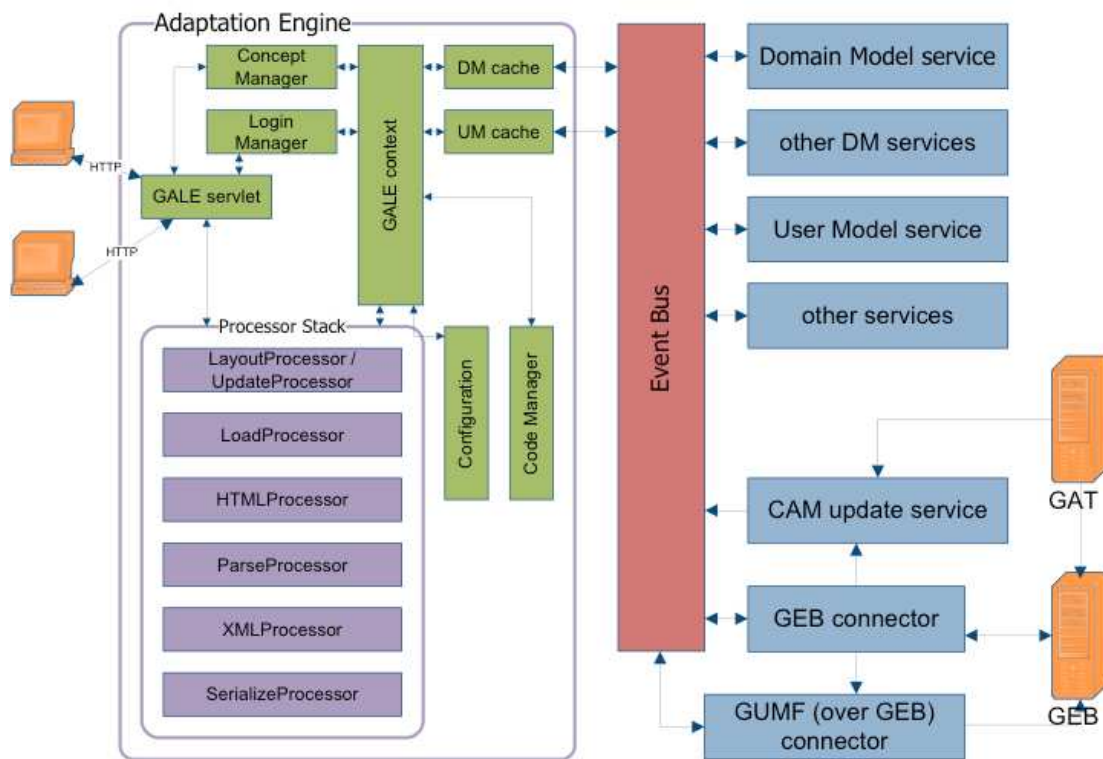 Adaptation Engine
Concept
Manager
Login
Manager
GALE servlet
HTTP
HTTP
GALE context
DM cache
UM cache
Processor Stack
LayoutProcessor /
UpdateProcessor
LoadProcessor
HTMLProcessor
ParseProcessor
XMLProcessor
SerializeProcessor
Configuration
Code Manager
Event Bus
Domain Model service
other DM services
User Model service
other services
CAM update service
GEB connector
GUMF (over GEB)
connector
GAT
GEB